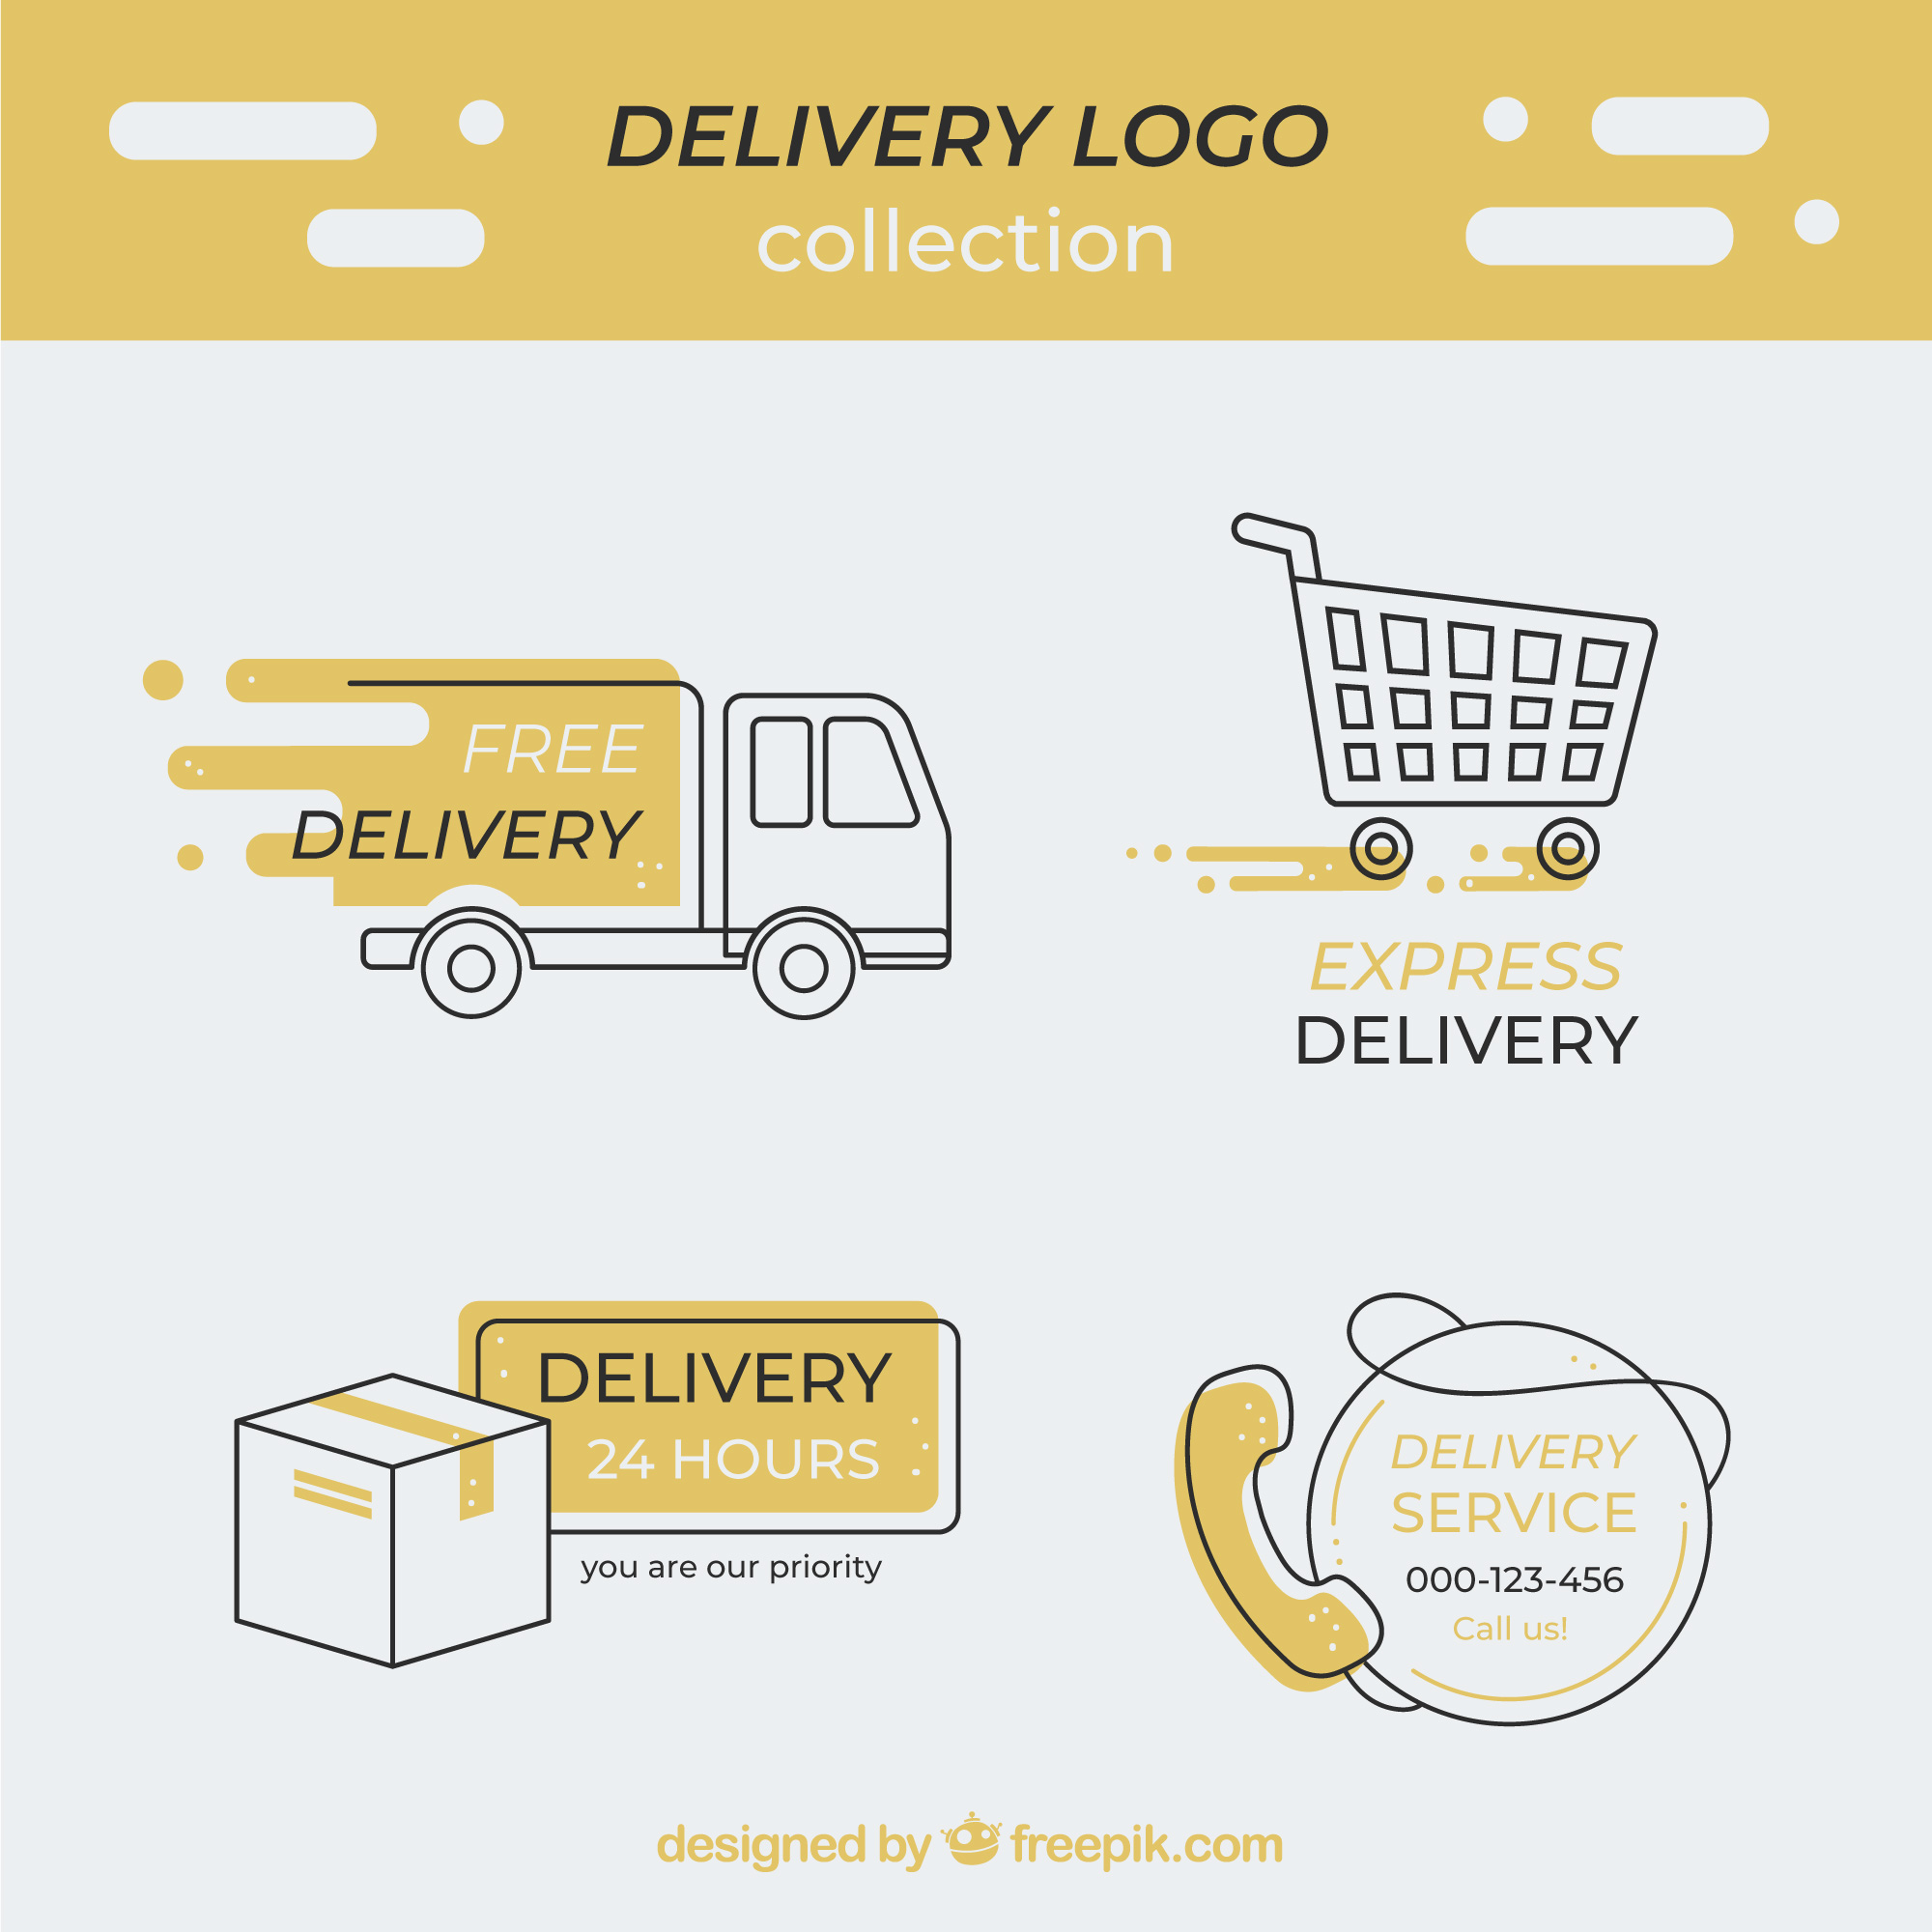 DELIVERY LOGO
collection
FREE
DELIVERY
EXPRESS
DELIVERY
DELIVERY
24 HOURS
you are our priority
DELIVERY
SERVICE
000-123-456
Call us!
designed by freepik.com